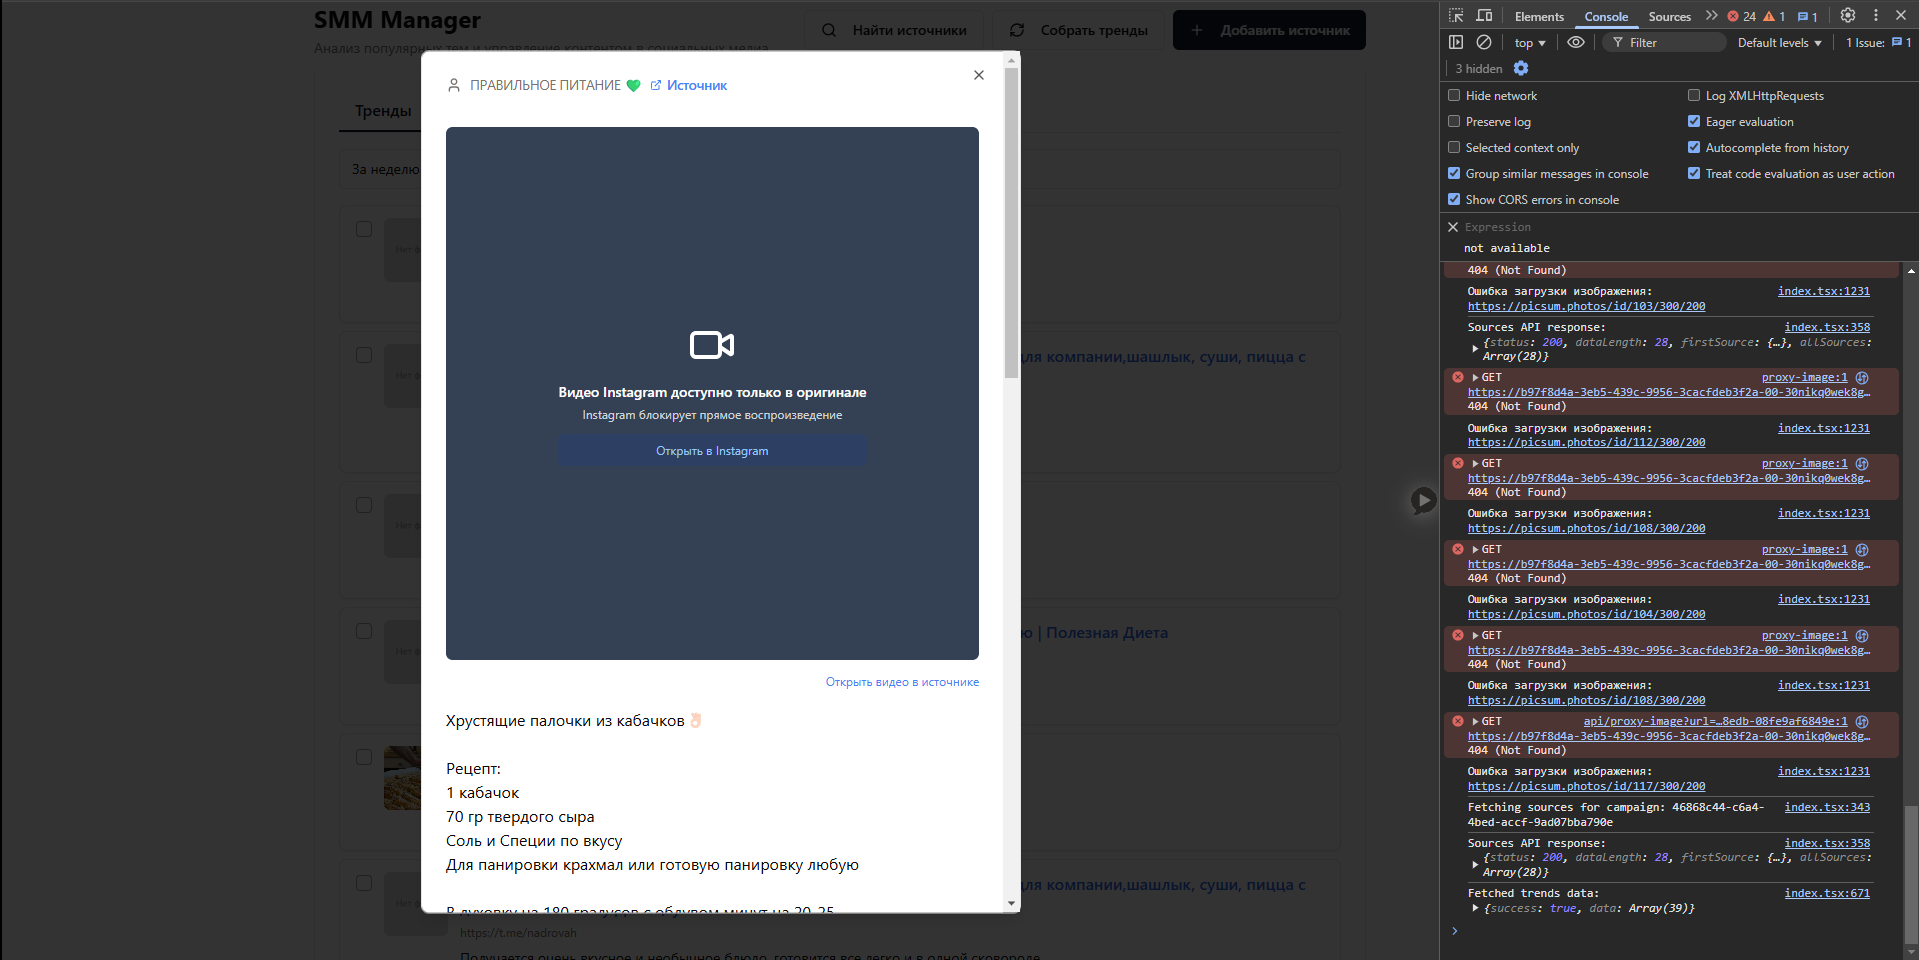 SMM Manager
Анализ популярных тем и управление контентом в социальных медиа
Найти источники
Собрать тренды
Добавить источник
Тренды
За неделю
Нет ф
для компании,шашлык, суши, пицца с
Нет ф
Нет ф
ю | Полезная Диета
Нет ф
для компании,шашлык, суши, пицца с
Нет ф
https://t.me/nadrovah
Получается очень вкусное и необычное блюдо, готовится все легко и в одной сковороде
ПРАВИЛЬНОЕ ПИТАНИЕ 💚 Источник
Видео Instagram доступно только в оригинале
Instagram блокирует прямое воспроизведение
Открыть в Instagram
Открыть видео в источнике
Хрустящие палочки из кабачков👌🏻
Рецепт:
1 кабачок
70 гр твердого сыра
Соль и Специи по вкусу
Для панировки крахмал или готовую панировку любую
В духовку на 180 градусов с обдувом минут на 20-25
Elements Console Sources 24 1 1
top Filter Default levels 1 Issue: 1
3 hidden
Hide network Log XMLHttpRequests
Preserve log Eager evaluation
Selected context only Autocomplete from history
Group similar messages in console Treat code evaluation as user action
Show CORS errors in console
Expression
not available
404 (Not Found)
Ошибка загрузки изображения: index.tsx:1231
https://picsum.photos/id/103/300/200
Sources API response: index.tsx:358
{status: 200, dataLength: 28, firstSource: {…}, allSources:
Array(28)}
GET proxy-image:1
https://b97f8d4a-3eb5-439c-9956-3cacfdeb3f2a-00-30nikq0wek8g…
404 (Not Found)
Ошибка загрузки изображения: index.tsx:1231
https://picsum.photos/id/112/300/200
GET proxy-image:1
https://b97f8d4a-3eb5-439c-9956-3cacfdeb3f2a-00-30nikq0wek8g…
404 (Not Found)
Ошибка загрузки изображения: index.tsx:1231
https://picsum.photos/id/108/300/200
GET proxy-image:1
https://b97f8d4a-3eb5-439c-9956-3cacfdeb3f2a-00-30nikq0wek8g…
404 (Not Found)
Ошибка загрузки изображения: index.tsx:1231
https://picsum.photos/id/104/300/200
GET proxy-image:1
https://b97f8d4a-3eb5-439c-9956-3cacfdeb3f2a-00-30nikq0wek8g…
404 (Not Found)
Ошибка загрузки изображения: index.tsx:1231
https://picsum.photos/id/108/300/200
GET api/proxy-image?url=…8edb-08fe9af6849e:1
https://b97f8d4a-3eb5-439c-9956-3cacfdeb3f2a-00-30nikq0wek8g…
404 (Not Found)
Ошибка загрузки изображения: index.tsx:1231
https://picsum.photos/id/117/300/200
Fetching sources for campaign: 46868c44-c6a4- index.tsx:343
4bed-accf-9ad07bba790e
Sources API response: index.tsx:358
{status: 200, dataLength: 28, firstSource: {…}, allSources:
Array(28)}
Fetched trends data: index.tsx:671
{success: true, data: Array(39)}